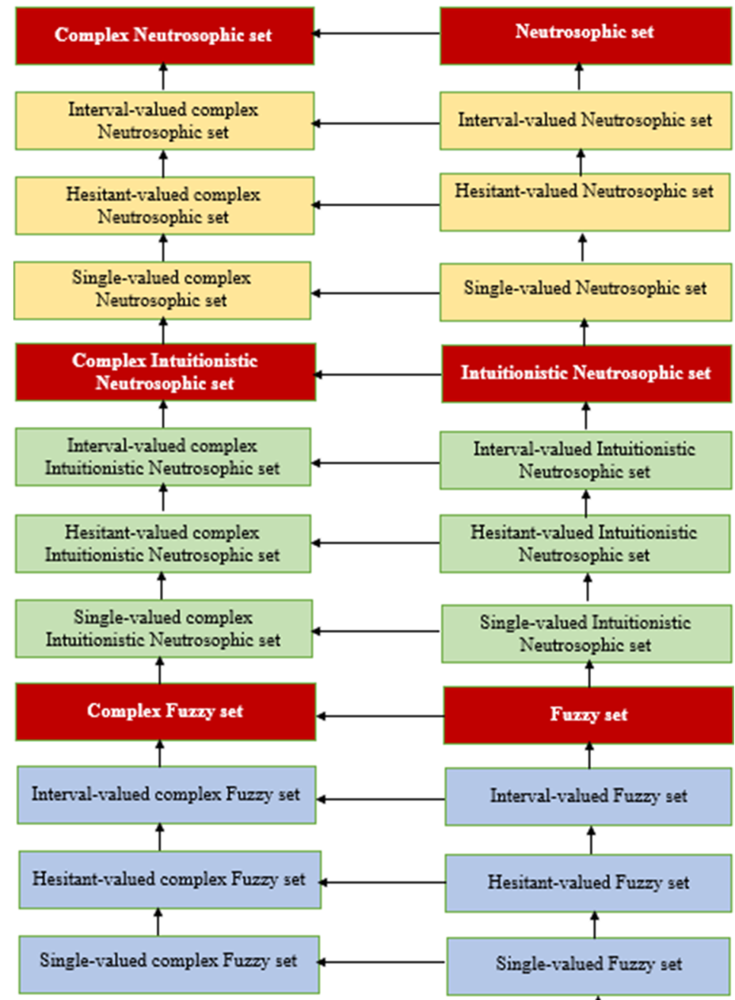 Complex Neutrosophic set
Neutrosophic set
Interval-valued complex
Neutrosophic set
Interval-valued Neutrosophic set
Hesitant-valued complex
Neutrosophic set
Hesitant-valued Neutrosophic set
Single-valued complex
Neutrosophic set
Single-valued Neutrosophic set
Complex Intuitionistic
Neutrosophic set
Intuitionistic Neutrosophic set
Interval-valued complex
Intuitionistic Neutrosophic set
Interval-valued Intuitionistic
Neutrosophic set
Hesitant-valued complex
Intuitionistic Neutrosophic set
Hesitant-valued Intuitionistic
Neutrosophic set
Single-valued complex
Intuitionistic Neutrosophic set
Single-valued Intuitionistic
Neutrosophic set
Complex Fuzzy set
Fuzzy set
Interval-valued complex Fuzzy set
Interval-valued Fuzzy set
Hesitant-valued complex Fuzzy set
Hesitant-valued Fuzzy set
Single-valued complex Fuzzy set
Single-valued Fuzzy set